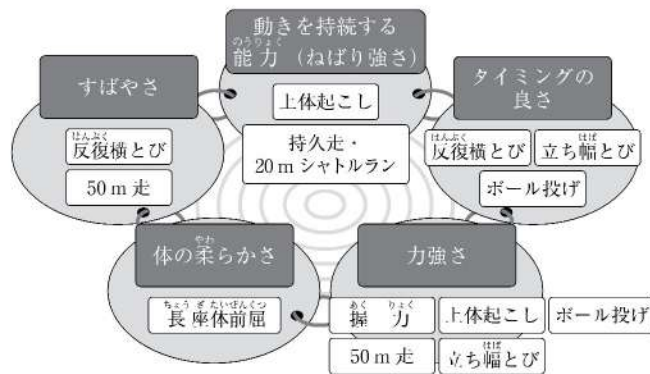 動きを持続する
能力（ねばり強さ）
のうりょく
上体起こし
持久走・
20mシャトルラン
すばやさ
はんぷく
反復横とび
50m走
タイミングの
良さ
はんぷく
反復横とび
はば
立ち幅とび
ボール投げ
やわ
体の柔らかさ
ちょうざたいぜんくつ
長座体前屈
力強さ
あくりょく
握力
上体起こし
ボール投げ
50m走
はば
立ち幅とび